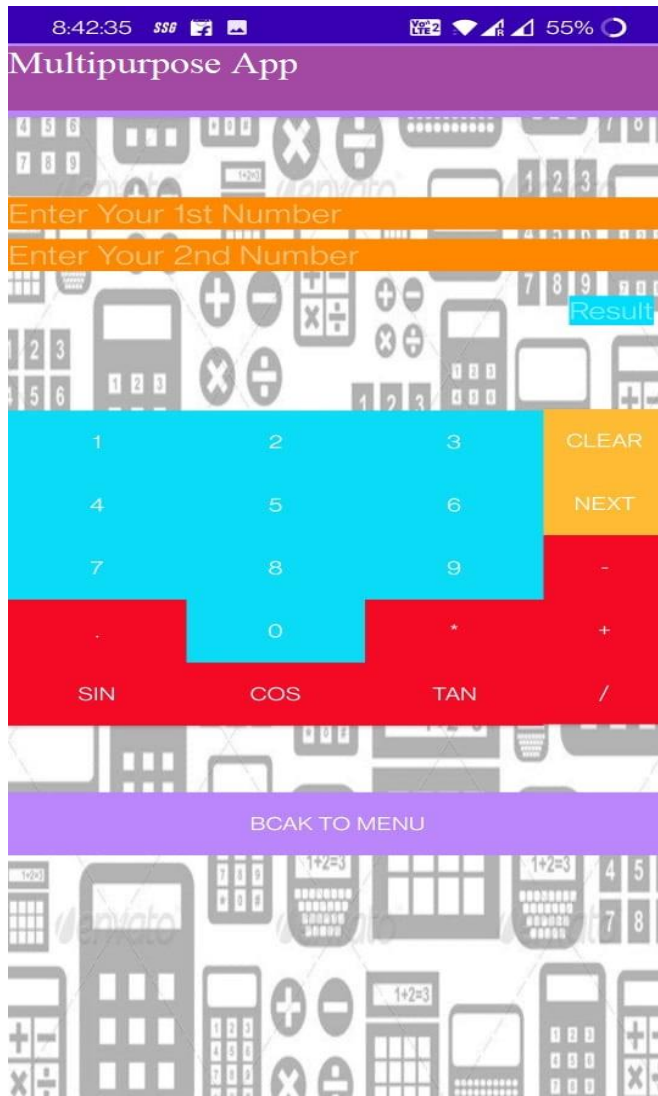 8:42:35 SSG 55%
Multipurpose App
Enter Your 1st Number
Enter Your 2nd Number
Result
1 2 3 CLEAR
4 5 6 NEXT
7 8 9 -
. 0 * +
SIN COS TAN /
BCAK TO MENU